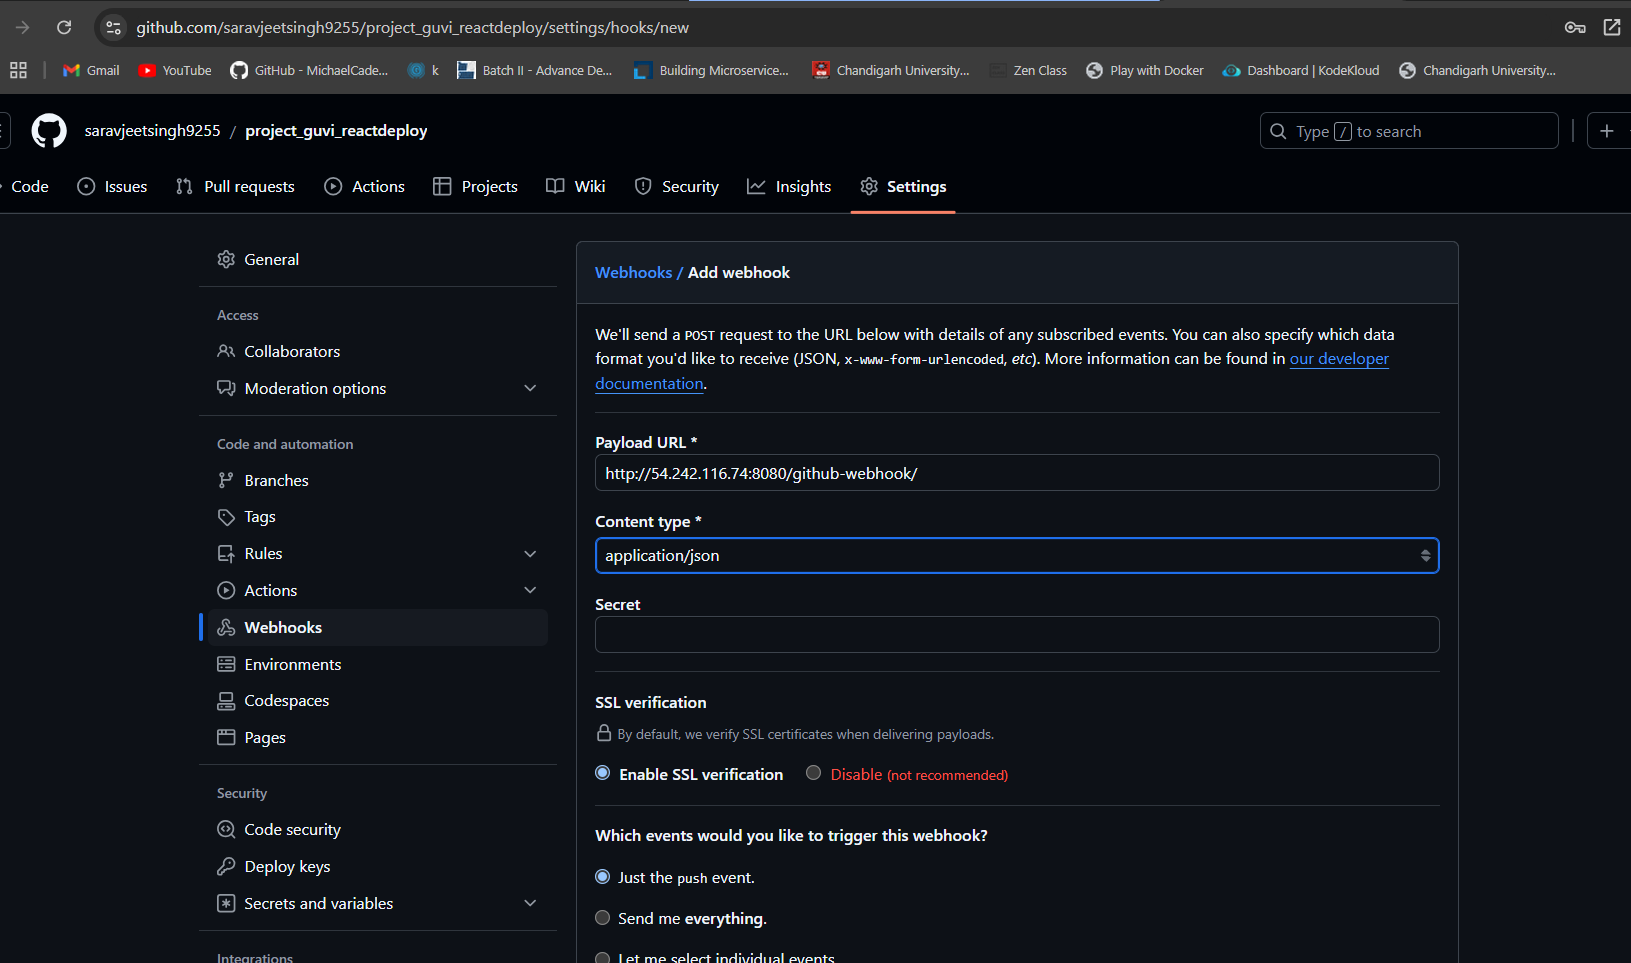 github.com/saravjeetsingh9255/project_guvi_reactdeploy/settings/hooks/new
Gmail YouTube GitHub - MichaelCade... k Batch II - Advance De... Building Microservice... Chandigarh University... Zen Class Play with Docker Dashboard | KodeKloud Chandigarh University...
saravjeetsingh9255 / project_guvi_reactdeploy
Type / to search
Code Issues Pull requests Actions Projects Wiki Security Insights Settings
General
Access
Collaborators
Moderation options
Code and automation
Branches
Tags
Rules
Actions
Webhooks
Environments
Codespaces
Pages
Security
Code security
Deploy keys
Secrets and variables
Integrations
Webhooks / Add webhook
We'll send a POST request to the URL below with details of any subscribed events. You can also specify which data
format you'd like to receive (JSON, x-www-form-urlencoded, etc). More information can be found in our developer
documentation.
Payload URL *
http://54.242.116.74:8080/github-webhook/
Content type *
application/json
Secret
SSL verification
By default, we verify SSL certificates when delivering payloads.
Enable SSL verification Disable (not recommended)
Which events would you like to trigger this webhook?
Just the push event.
Send me everything.
Let me select individual events.